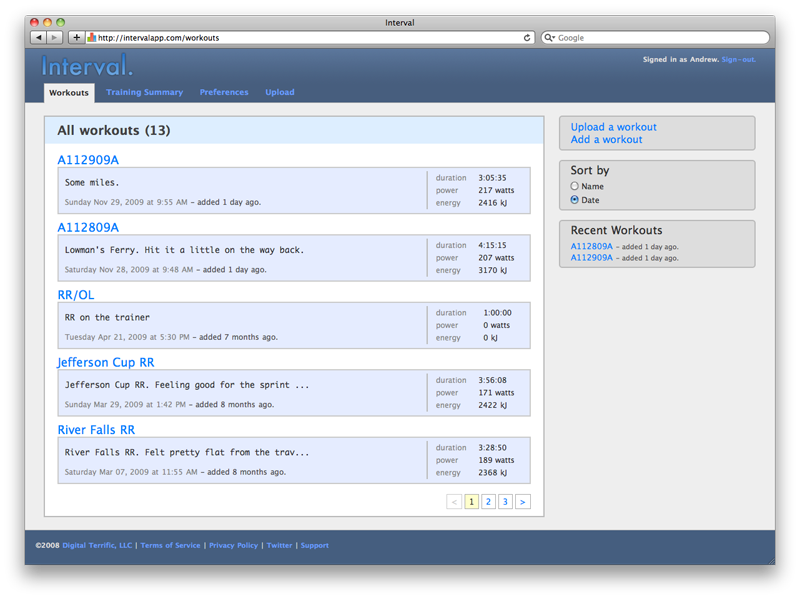 Interval
http://intervalapp.com/workouts
Google
Interval.
Signed in as Andrew. Sign-out.
Workouts Training Summary Preferences Upload
All workouts (13)
A112909A
Some miles.
Sunday Nov 29, 2009 at 9:55 AM – added 1 day ago.
duration 3:05:35
power 217 watts
energy 2416 kJ
A112809A
Lowman's Ferry. Hit it a little on the way back.
Saturday Nov 28, 2009 at 9:48 AM – added 1 day ago.
duration 4:15:15
power 207 watts
energy 3170 kJ
RR/OL
RR on the trainer
Tuesday Apr 21, 2009 at 5:30 PM – added 7 months ago.
duration 1:00:00
power 0 watts
energy 0 kJ
Jefferson Cup RR
Jefferson Cup RR. Feeling good for the sprint ...
Sunday Mar 29, 2009 at 1:42 PM – added 8 months ago.
duration 3:56:08
power 171 watts
energy 2422 kJ
River Falls RR
River Falls RR. Felt pretty flat from the trav...
Saturday Mar 07, 2009 at 11:55 AM – added 8 months ago.
duration 3:28:50
power 189 watts
energy 2368 kJ
< 1 2 3 >
Upload a workout
Add a workout
Sort by
Name
Date
Recent Workouts
A112809A – added 1 day ago.
A112909A – added 1 day ago.
©2008 Digital Terrific, LLC | Terms of Service | Privacy Policy | Twitter | Support